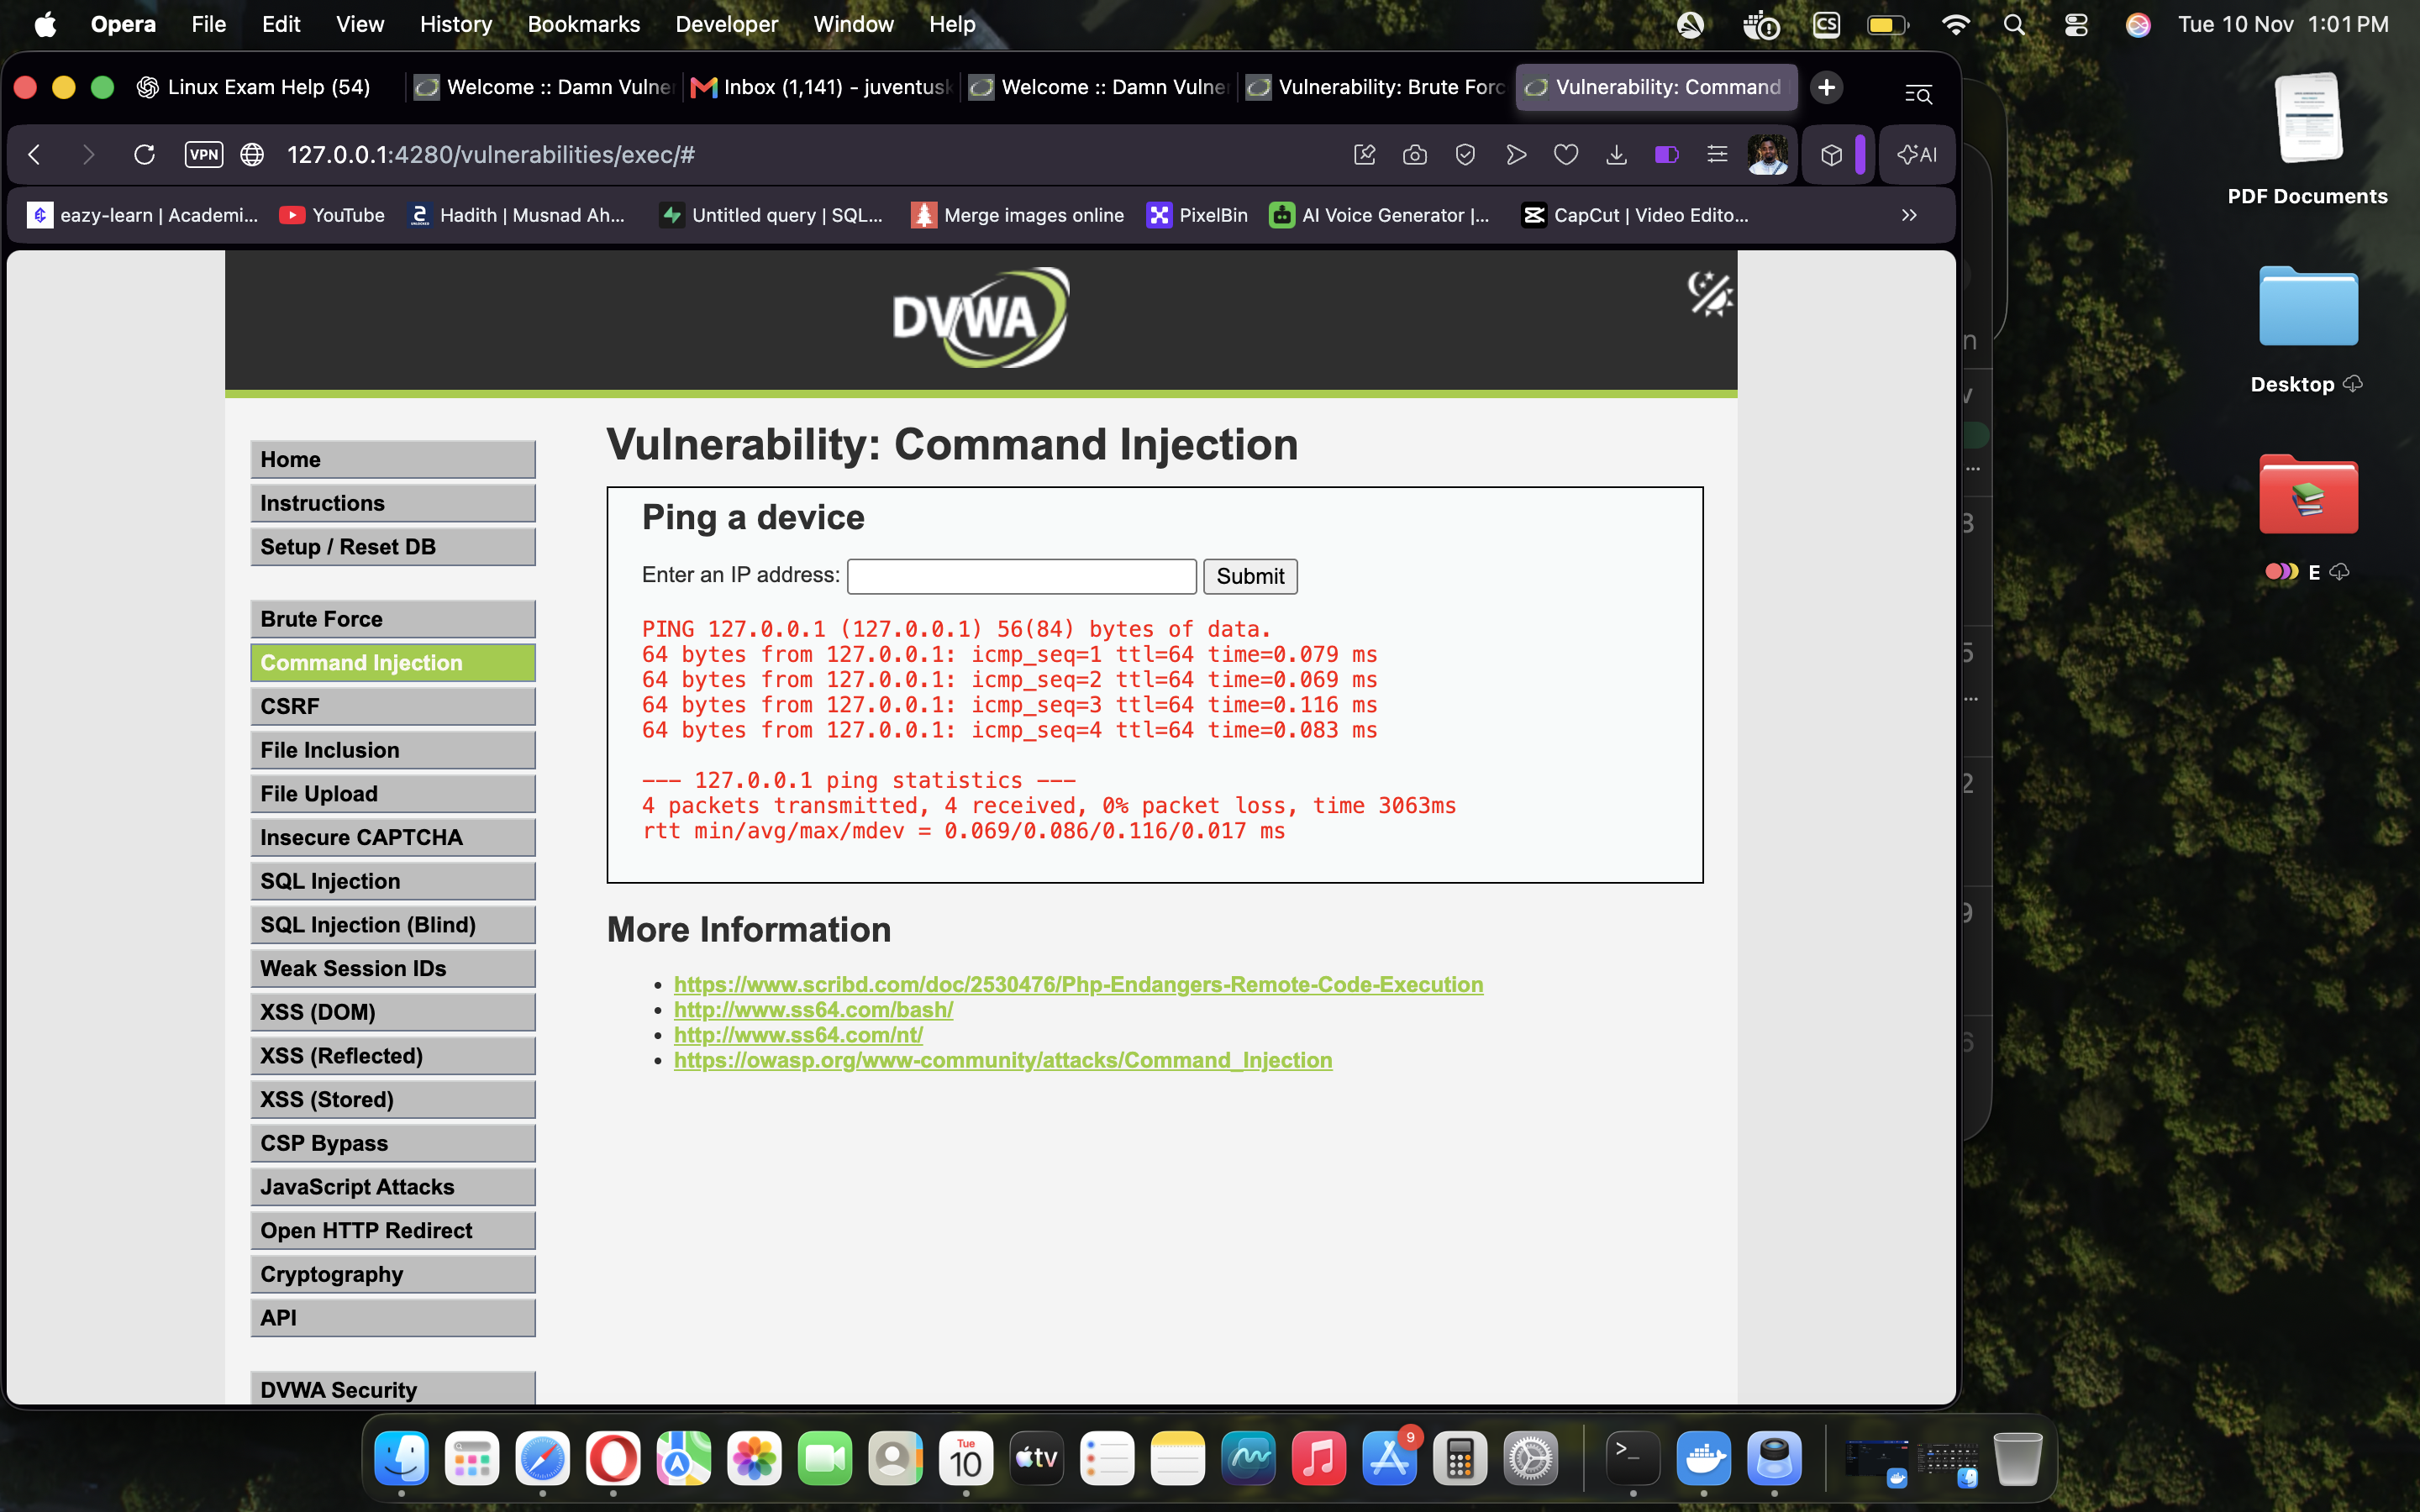 Opera File Edit View History Bookmarks Developer Window Help
CS
Tue 10 Nov 1:01 PM
Linux Exam Help (54)
Welcome :: Damn Vulne
Inbox (1,141) - juventusk
Welcome :: Damn Vulne
Vulnerability: Brute Forc
Vulnerability: Command
VPN
127.0.0.1:4280/vulnerabilities/exec/#
AI
eazy-learn | Academi...
YouTube
Hadith | Musnad Ah...
Untitled query | SQL...
Merge images online
PixelBin
AI Voice Generator |...
CapCut | Video Edito...
PDF Documents
Desktop
E
DVWA
Home
Instructions
Setup / Reset DB
Brute Force
Command Injection
CSRF
File Inclusion
File Upload
Insecure CAPTCHA
SQL Injection
SQL Injection (Blind)
Weak Session IDs
XSS (DOM)
XSS (Reflected)
XSS (Stored)
CSP Bypass
JavaScript Attacks
Open HTTP Redirect
Cryptography
API
DVWA Security
Vulnerability: Command Injection
Ping a device
Enter an IP address:
Submit
PING 127.0.0.1 (127.0.0.1) 56(84) bytes of data.
64 bytes from 127.0.0.1: icmp_seq=1 ttl=64 time=0.079 ms
64 bytes from 127.0.0.1: icmp_seq=2 ttl=64 time=0.069 ms
64 bytes from 127.0.0.1: icmp_seq=3 ttl=64 time=0.116 ms
64 bytes from 127.0.0.1: icmp_seq=4 ttl=64 time=0.083 ms
--- 127.0.0.1 ping statistics ---
4 packets transmitted, 4 received, 0% packet loss, time 3063ms
rtt min/avg/max/mdev = 0.069/0.086/0.116/0.017 ms
More Information
https://www.scribd.com/doc/2530476/Php-Endangers-Remote-Code-Execution
http://www.ss64.com/bash/
http://www.ss64.com/nt/
https://owasp.org/www-community/attacks/Command_Injection
Tue
10
tv
9